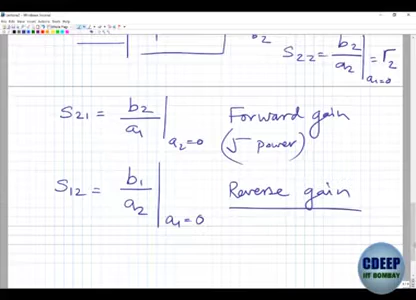 b2
S22 = b2/a2 | a1=0 = Γ2
S21 = b2/a1 | a2=0 Forward gain
(√ power)
S12 = b1/a2 | a1=0 Reverse gain
CDEEP
IIT BOMBAY